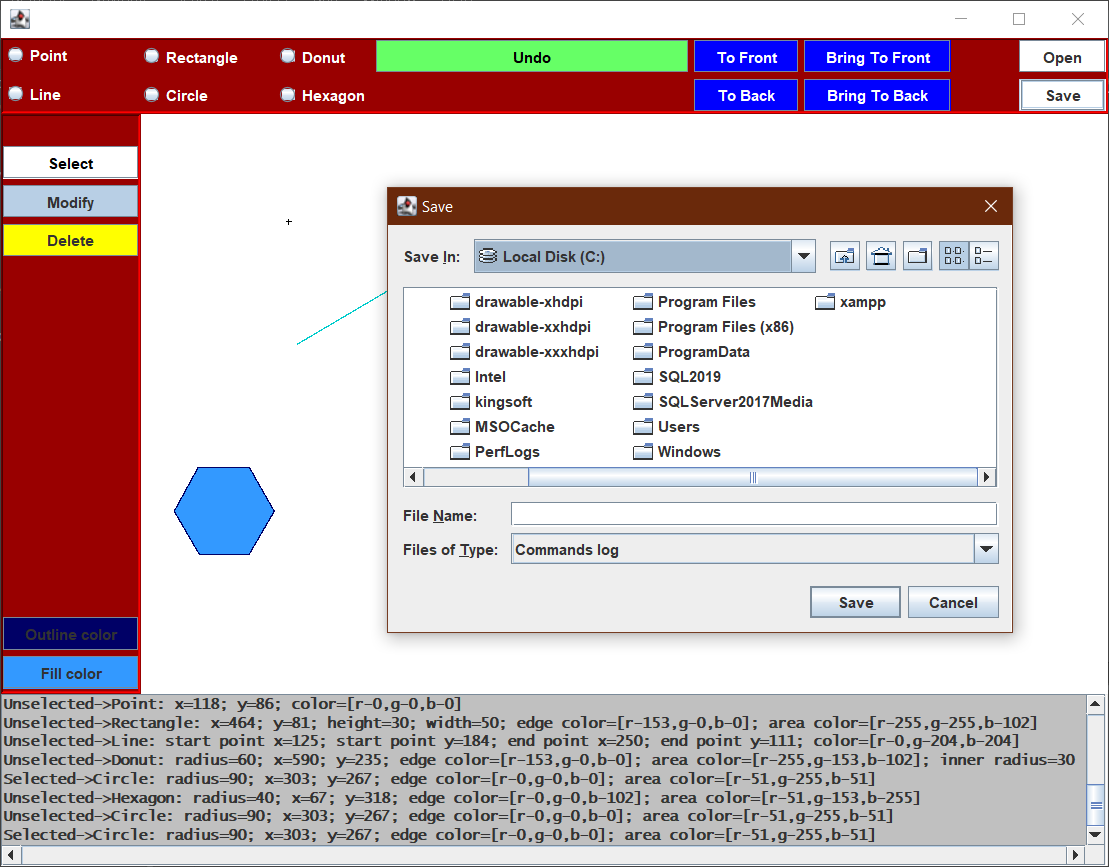 Point Rectangle Donut Undo To Front Bring To Front Open
Line Circle Hexagon To Back Bring To Back Save
Select
Modify
Delete
Save
Save In: Local Disk (C:)
drawable-xhdpi Program Files xampp
drawable-xxhdpi Program Files (x86)
drawable-xxxhdpi ProgramData
Intel SQL2019
kingsoft SQLServer2017Media
MSOCache Users
PerfLogs Windows
File Name:
Files of Type: Commands log
Save Cancel
Outline color
Fill color
Unselected->Point: x=118; y=86; color=[r-0,g-0,b-0]
Unselected->Rectangle: x=464; y=81; height=30; width=50; edge color=[r-153,g-0,b-0]; area color=[r-255,g-255,b-102]
Unselected->Line: start point x=125; start point y=184; end point x=250; end point y=111; color=[r-0,g-204,b-204]
Unselected->Donut: radius=60; x=590; y=235; edge color=[r-153,g-0,b-0]; area color=[r-255,g-153,b-102]; inner radius=30
Selected->Circle: radius=90; x=303; y=267; edge color=[r-0,g-0,b-0]; area color=[r-51,g-255,b-51]
Unselected->Hexagon: radius=40; x=67; y=318; edge color=[r-0,g-0,b-102]; area color=[r-51,g-153,b-255]
Unselected->Circle: radius=90; x=303; y=267; edge color=[r-0,g-0,b-0]; area color=[r-51,g-255,b-51]
Selected->Circle: radius=90; x=303; y=267; edge color=[r-0,g-0,b-0]; area color=[r-51,g-255,b-51]